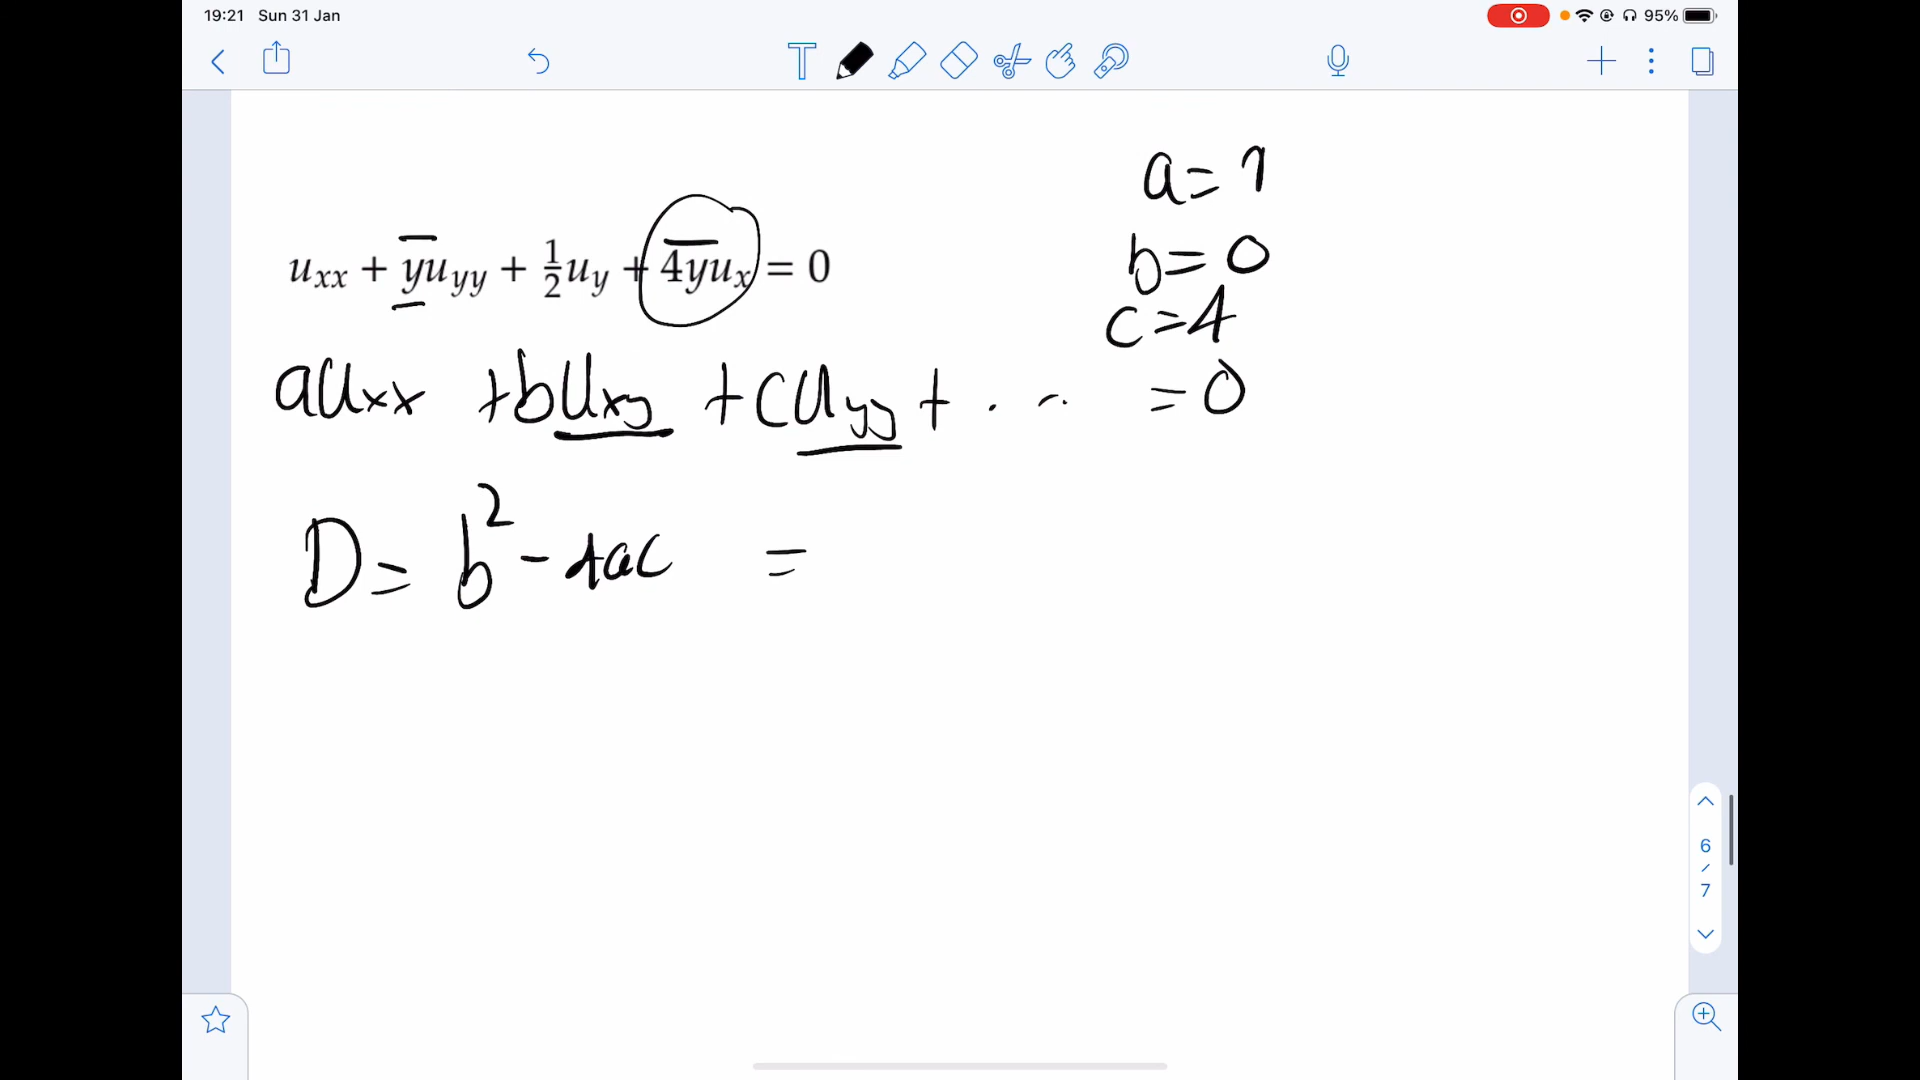 19:21 Sun 31 Jan 95%
T
a=1
b=0
u_xx + yu_yy + ½u_y + 4yu_x = 0
c=4
au_xx +bu_xy +cu_yy + . .. =0
D= b² -4ac =
6
/
7